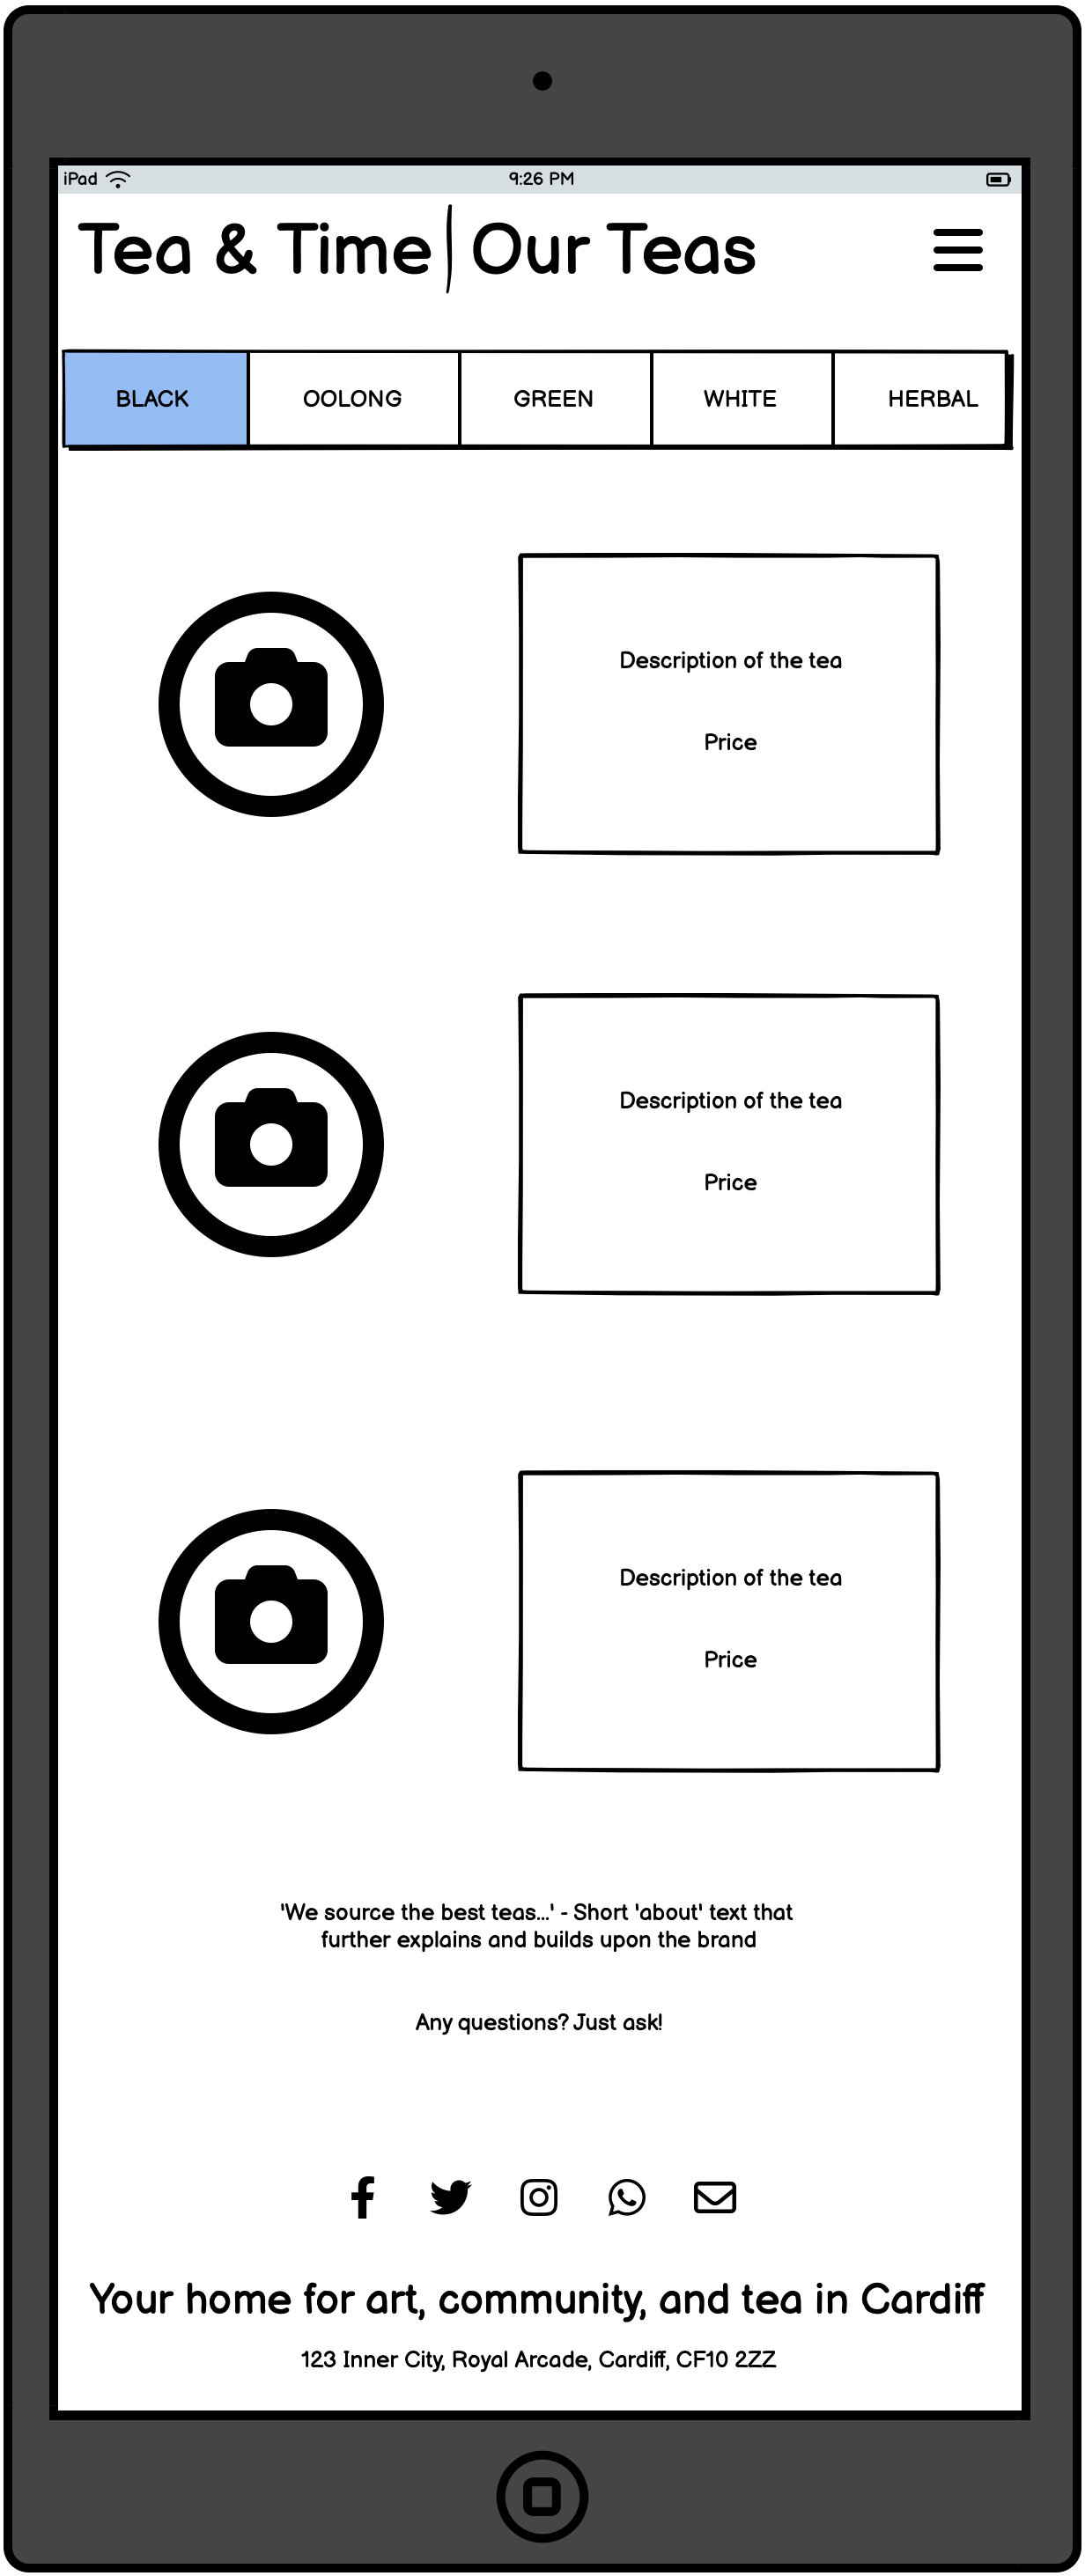 iPad 9:26 PM
Tea & Time | Our Teas
BLACK OOLONG GREEN WHITE HERBAL
Description of the tea
Price
Description of the tea
Price
Description of the tea
Price
'We source the best teas...' - Short 'about' text that
further explains and builds upon the brand
Any questions? Just ask!
Your home for art, community, and tea in Cardiff
123 Inner City, Royal Arcade, Cardiff, CF10 2ZZ